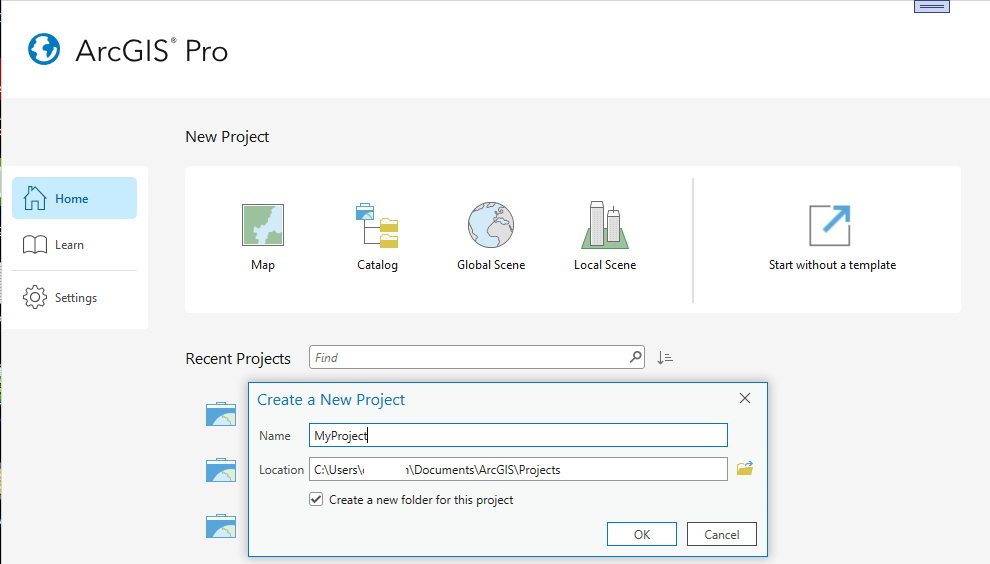 ArcGIS® Pro
New Project
Home
Learn
Settings
Map
Catalog
Global Scene
Local Scene
Start without a template
Recent Projects
Find
Create a New Project
Name
MyProject
Location
C:\Users\ \Documents\ArcGIS\Projects
Create a new folder for this project
OK
Cancel